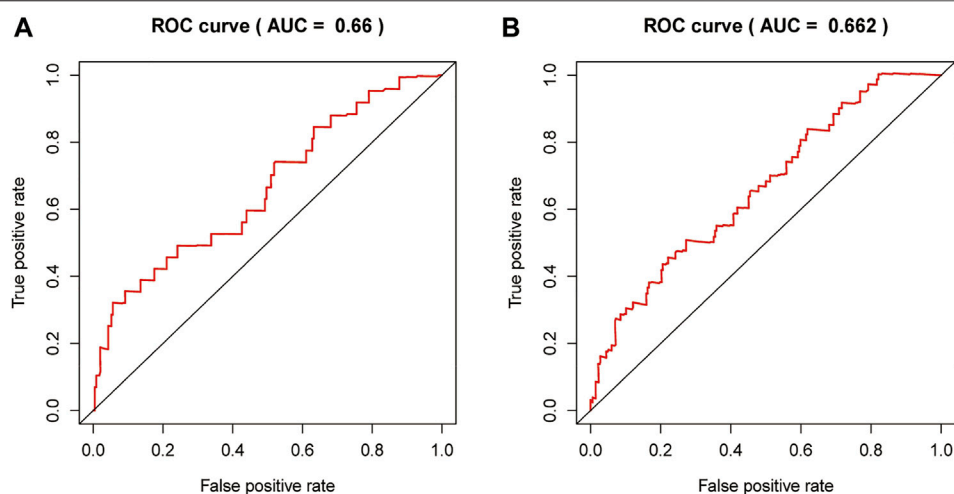 A
ROC curve ( AUC = 0.66 )
True positive rate
1.0
0.8
0.6
0.4
0.2
0.0
0.0 0.2 0.4 0.6 0.8 1.0
False positive rate
B
ROC curve ( AUC = 0.662 )
True positive rate
1.0
0.8
0.6
0.4
0.2
0.0
0.0 0.2 0.4 0.6 0.8 1.0
False positive rate